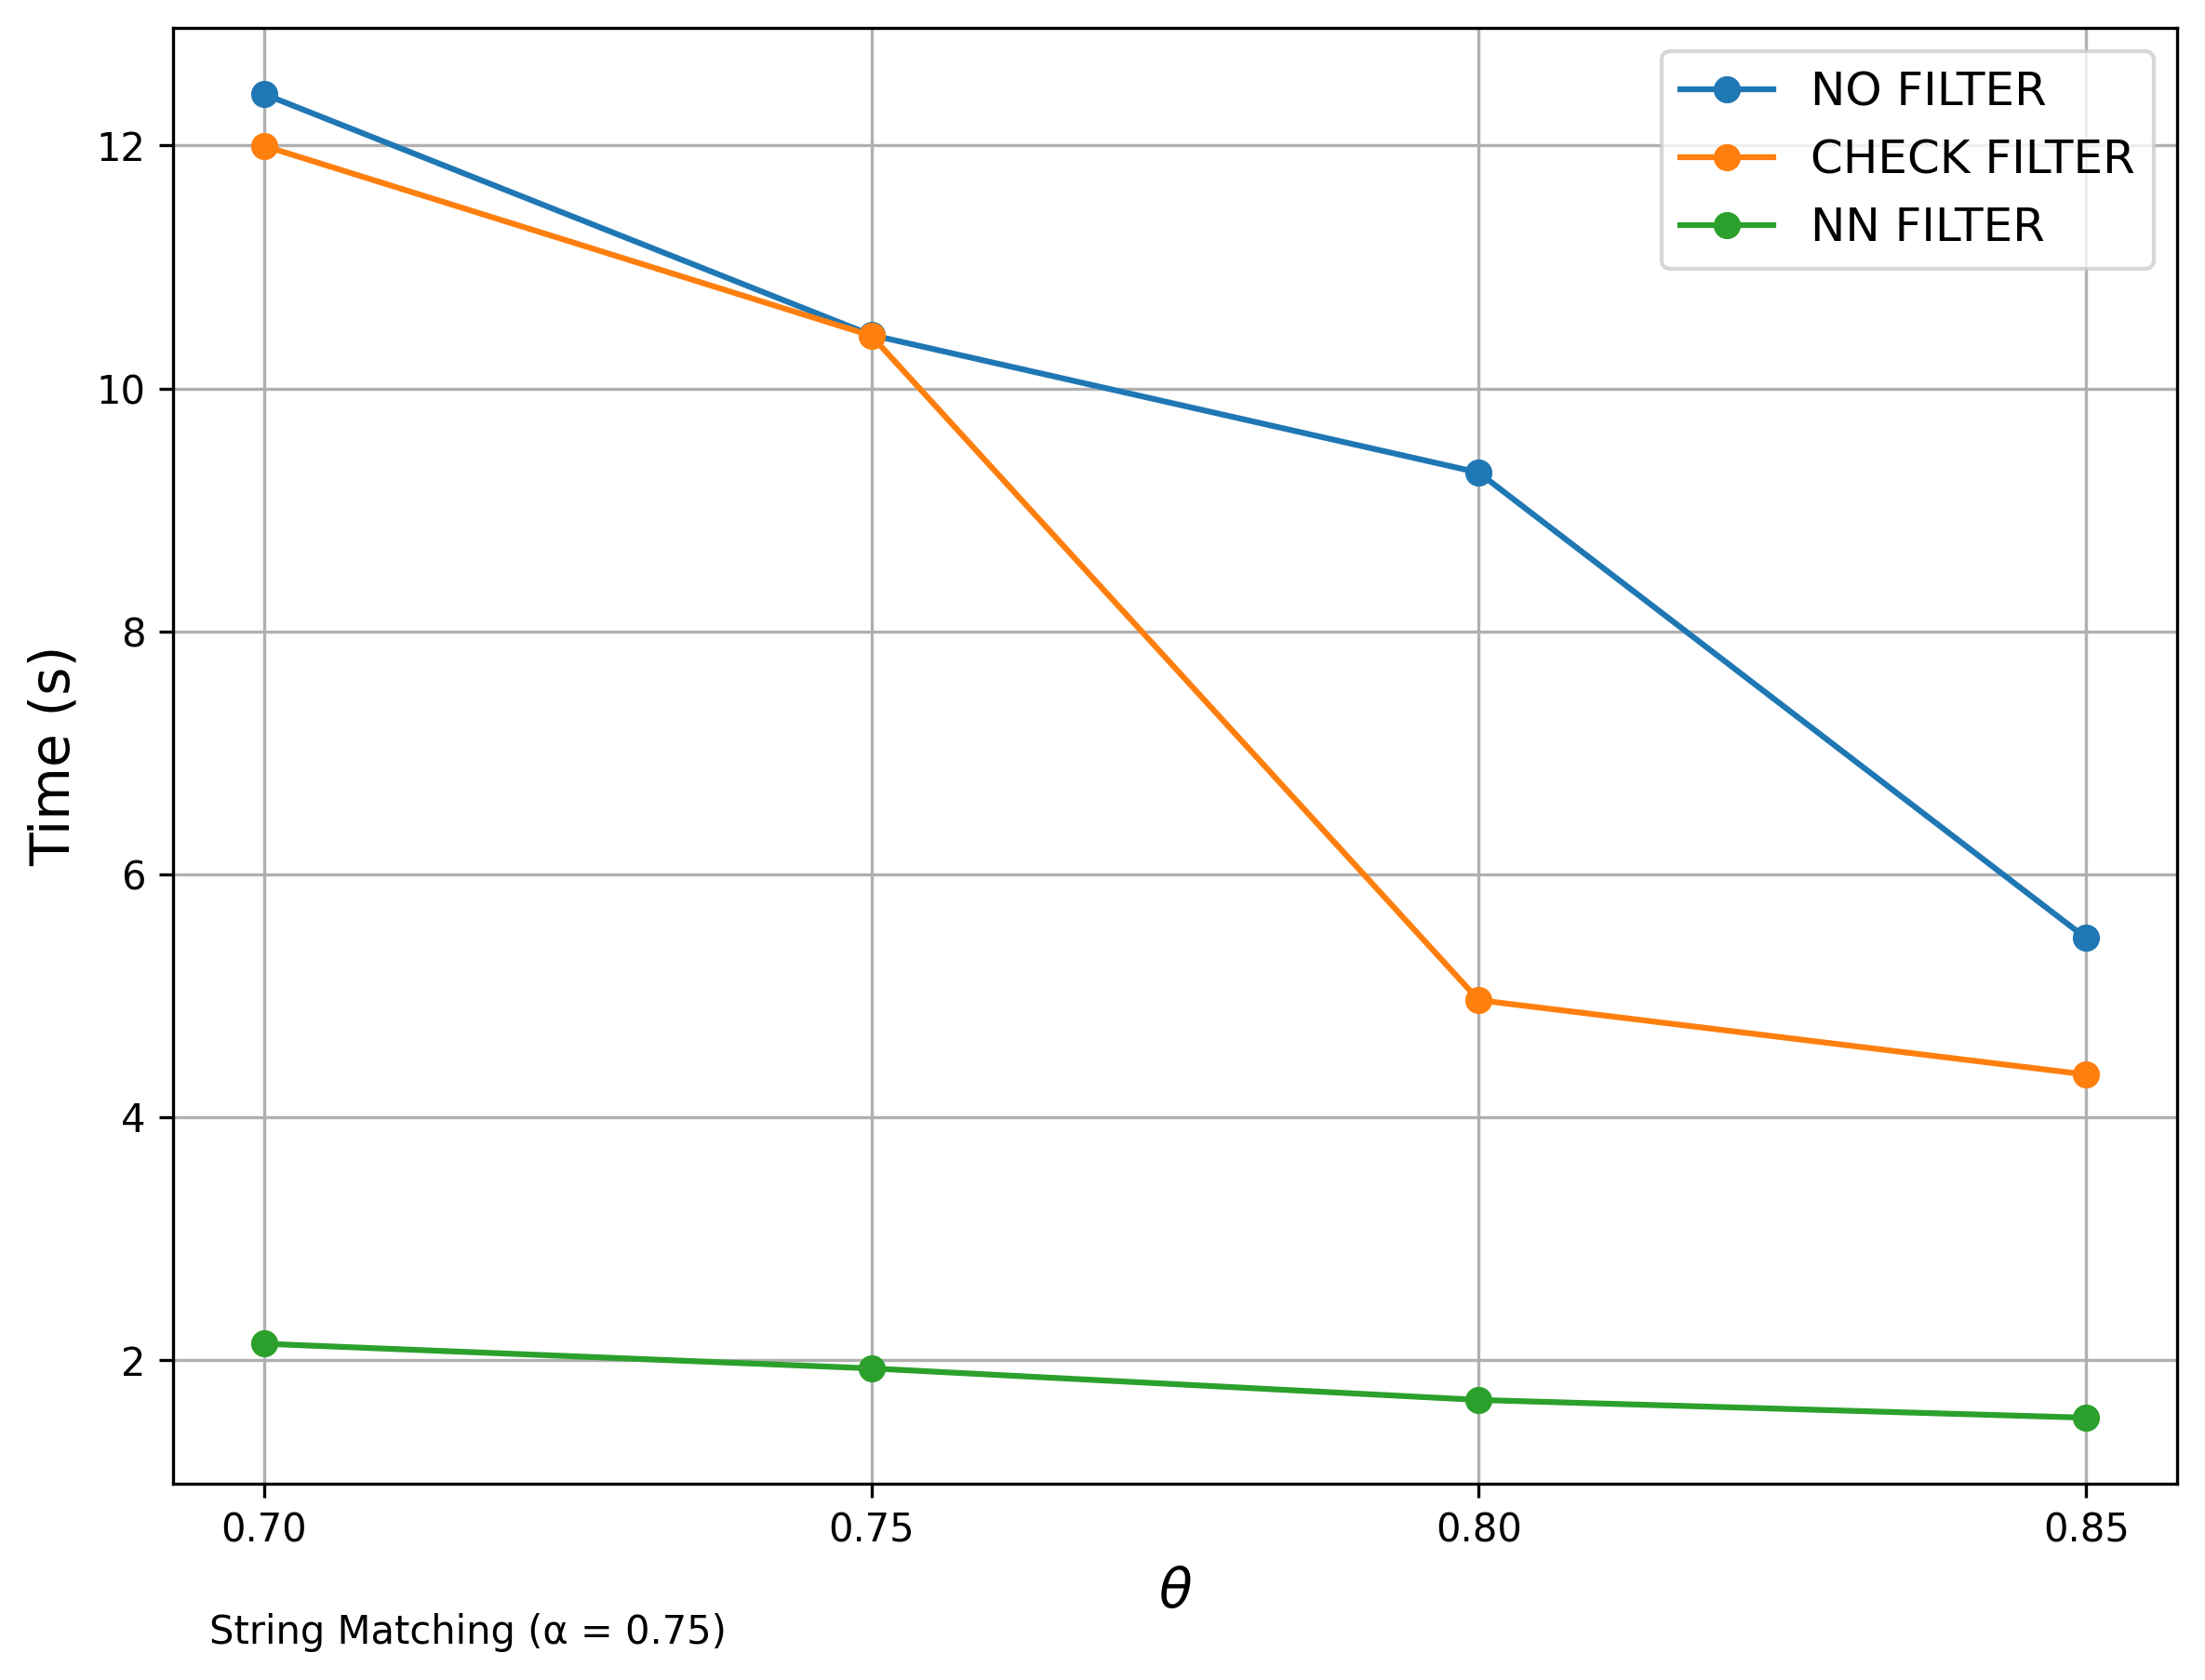 NO FILTER
CHECK FILTER
NN FILTER
12
10
8
6
4
2
Time (s)
0.70 0.75 0.80 0.85
θ
String Matching (α = 0.75)